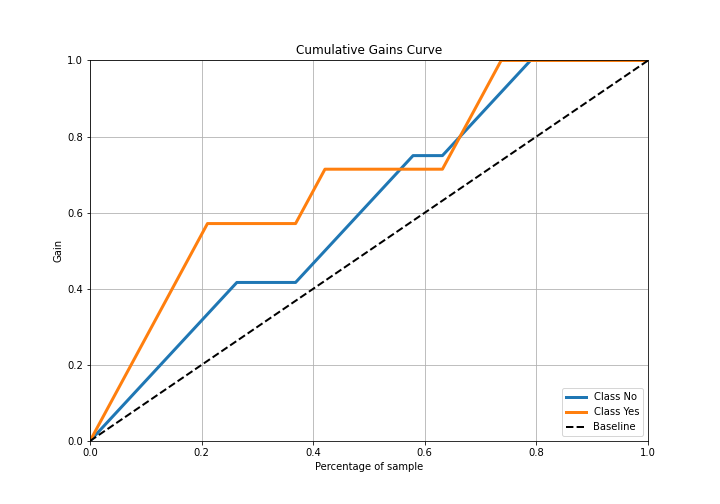 Cumulative Gains Curve
1.0
0.8
0.6
0.4
0.2
0.0
Gain
0.0 0.2 0.4 0.6 0.8 1.0
Percentage of sample
Class No
Class Yes
Baseline